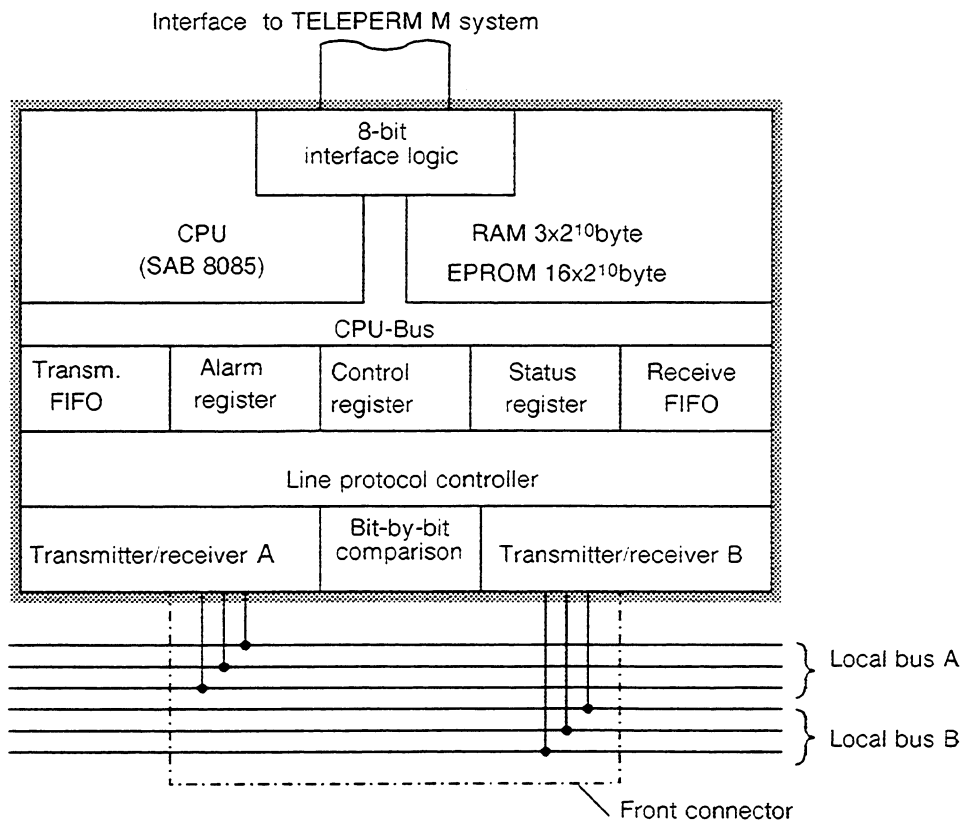 Interface to TELEPERM M system
8-bit
interface logic
CPU
(SAB 8085)
RAM 3x2¹⁰byte
EPROM 16x2¹⁰byte
CPU-Bus
Transm.
FIFO
Alarm
register
Control
register
Status
register
Receive
FIFO
Line protocol controller
Transmitter/receiver A
Bit-by-bit
comparison
Transmitter/receiver B
Local bus A
Local bus B
Front connector